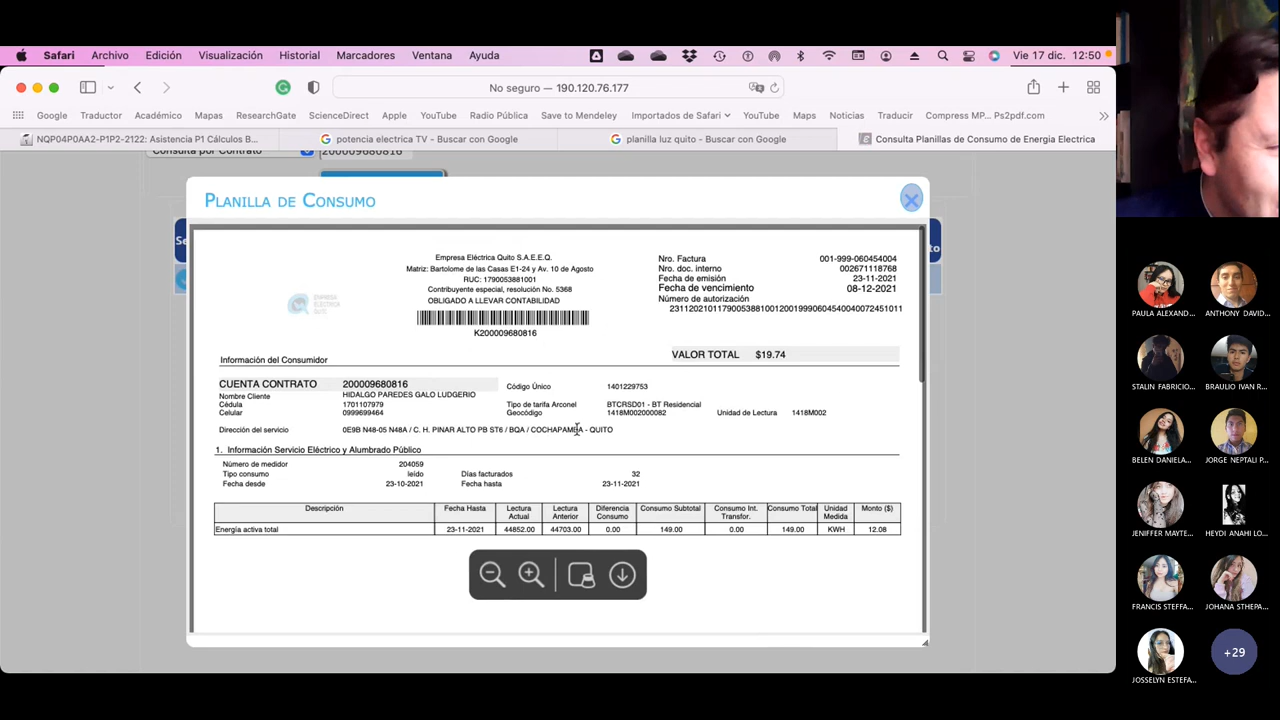 Safari Archivo Edición Visualización Historial Marcadores Ventana Ayuda Vie 17 dic. 12:50
No seguro — 190.120.76.177
Google Traductor Académico Mapas ResearchGate ScienceDirect Apple YouTube Radio Pública Save to Mendeley Importados de Safari YouTube Maps Noticias Traducir Compress MP... Ps2pdf.com
NQP04P0AA2-P1P2-2122: Asistencia P1 Cálculos B... potencia electrica TV - Buscar con Google planilla luz quito - Buscar con Google Consulta Planillas de Consumo de Energia Electrica
Consulta por Contrato 200009680816
PLANILLA DE CONSUMO
Empresa Eléctrica Quito S.A.E.E.Q.
Matriz: Bartolome de las Casas E1-24 y Av. 10 de Agosto
RUC: 1790053881001
Contribuyente especial, resolución No. 5368
OBLIGADO A LLEVAR CONTABILIDAD
K200009680816
EMPRESA
ELÉCTRICA
QUITO
Nro. Factura 001-999-060454004
Nro. doc. interno 002671118768
Fecha de emisión 23-11-2021
Fecha de vencimiento 08-12-2021
Número de autorización
2311202101179005388100120019990604540040072451011
VALOR TOTAL $19.74
Información del Consumidor
CUENTA CONTRATO 200009680816 Código Único 1401229753
Nombre Cliente HIDALGO PAREDES GALO LUDGERIO
Cédula 1701107979 Tipo de tarifa Arconel BTCRSD01 - BT Residencial
Celular 0999699464 Geocódigo 1418M002000082 Unidad de Lectura 1418M002
Dirección del servicio 0E9B N48-05 N48A / C. H. PINAR ALTO PB ST6 / BQA / COCHAPAMBA - QUITO
1. Información Servicio Eléctrico y Alumbrado Público
Número de medidor 204059
Tipo consumo leído Días facturados 32
Fecha desde 23-10-2021 Fecha hasta 23-11-2021
Descripción Fecha Hasta Lectura Actual Lectura Anterior Diferencia Consumo Consumo Subtotal Consumo Int. Transfor. Consumo Total Unidad Medida Monto ($)
Energía activa total 23-11-2021 44852.00 44703.00 0.00 149.00 0.00 149.00 KWH 12.08
PAULA ALEXAND... ANTHONY DAVID...
STALIN FABRICIO... BRAULIO IVAN R...
BELEN DANIELA... JORGE NEPTALI P...
JENIFFER MAYTE... HEYDI ANAHI LO...
FRANCIS STEFFA... JOHANA STHEPA...
JOSSELYN ESTEFA... +29